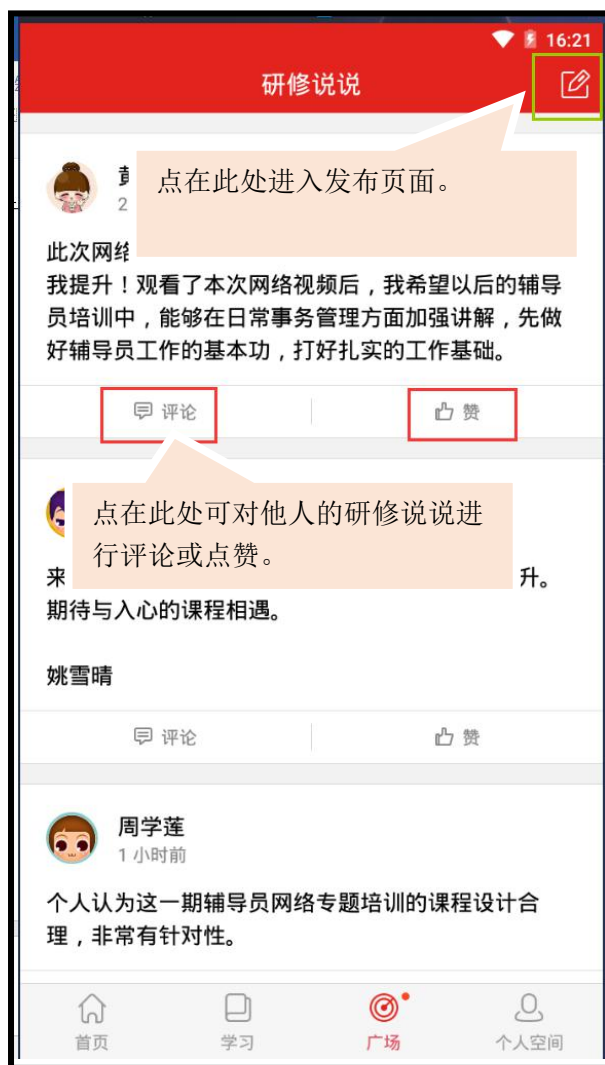 16:21
研修说说
点在此处进入发布页面。
2
此次网络
我提升！观看了本次网络视频后，我希望以后的辅导
员培训中，能够在日常事务管理方面加强讲解，先做
好辅导员工作的基本功，打好扎实的工作基础。
评论 赞
点在此处可对他人的研修说说进
行评论或点赞。
来 升。
期待与入心的课程相遇。
姚雪晴
评论 赞
周学莲
1 小时前
个人认为这一期辅导员网络专题培训的课程设计合
理，非常有针对性。
首页 学习 广场 个人空间